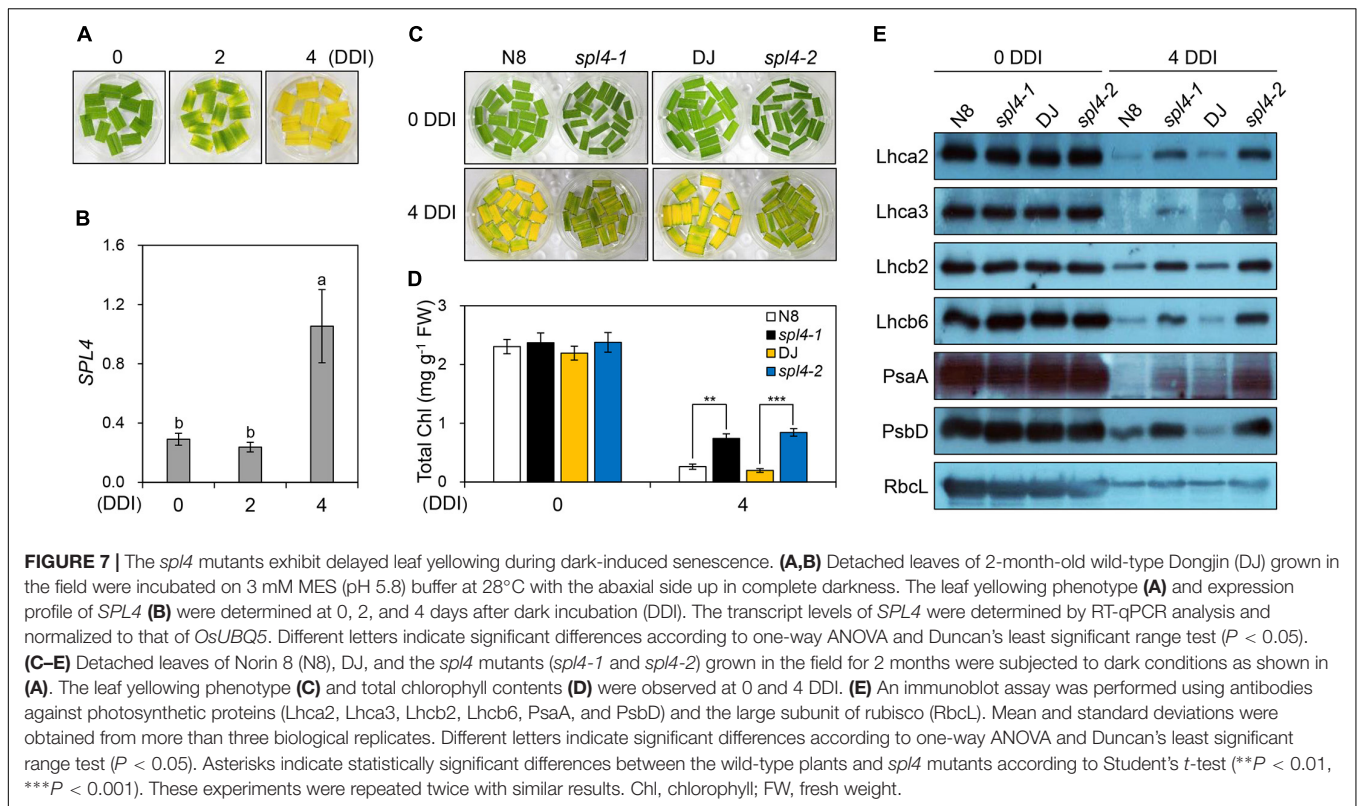 A
0 2 4 (DDI)
B
SPL4
1.6
1.2
0.8
0.4
0.0
b b a
(DDI) 0 2 4
C
N8 spl4-1 DJ spl4-2
0 DDI
4 DDI
D
Total Chl (mg g-1 FW)
3
2
1
0
N8
spl4-1
DJ
spl4-2
** ***
(DDI) 0 4
E
0 DDI 4 DDI
N8 spl4-1 DJ spl4-2 N8 spl4-1 DJ spl4-2
Lhca2
Lhca3
Lhcb2
Lhcb6
PsaA
PsbD
RbcL
FIGURE 7 | The spl4 mutants exhibit delayed leaf yellowing during dark-induced senescence. (A,B) Detached leaves of 2-month-old wild-type Dongjin (DJ) grown in
the field were incubated on 3 mM MES (pH 5.8) buffer at 28°C with the abaxial side up in complete darkness. The leaf yellowing phenotype (A) and expression
profile of SPL4 (B) were determined at 0, 2, and 4 days after dark incubation (DDI). The transcript levels of SPL4 were determined by RT-qPCR analysis and
normalized to that of OsUBQ5. Different letters indicate significant differences according to one-way ANOVA and Duncan's least significant range test (P < 0.05).
(C–E) Detached leaves of Norin 8 (N8), DJ, and the spl4 mutants (spl4-1 and spl4-2) grown in the field for 2 months were subjected to dark conditions as shown in
(A). The leaf yellowing phenotype (C) and total chlorophyll contents (D) were observed at 0 and 4 DDI. (E) An immunoblot assay was performed using antibodies
against photosynthetic proteins (Lhca2, Lhca3, Lhcb2, Lhcb6, PsaA, and PsbD) and the large subunit of rubisco (RbcL). Mean and standard deviations were
obtained from more than three biological replicates. Different letters indicate significant differences according to one-way ANOVA and Duncan's least significant
range test (P < 0.05). Asterisks indicate statistically significant differences between the wild-type plants and spl4 mutants according to Student's t-test (**P < 0.01,
***P < 0.001). These experiments were repeated twice with similar results. Chl, chlorophyll; FW, fresh weight.